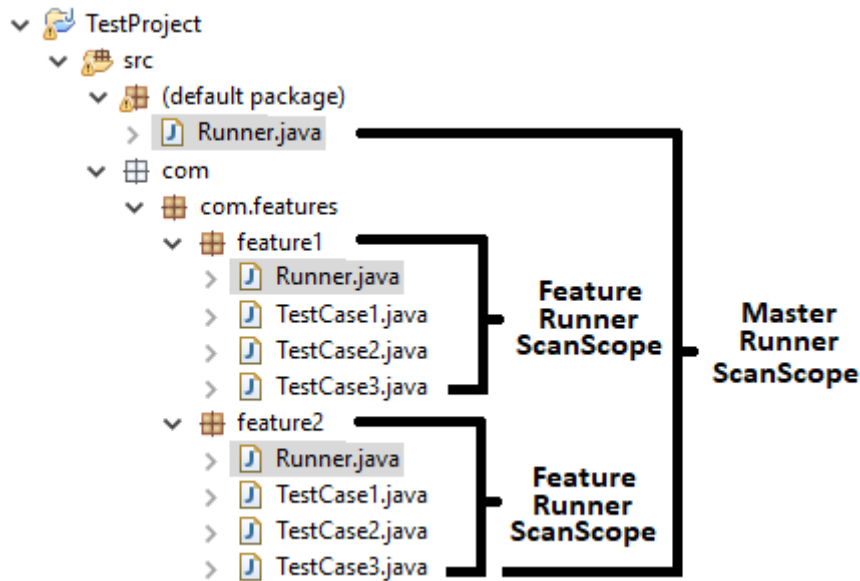 TestProject
src
(default package)
Runner.java
com
com.features
feature1
Runner.java
TestCase1.java
TestCase2.java
TestCase3.java
feature2
Runner.java
TestCase1.java
TestCase2.java
TestCase3.java
Feature
Runner
ScanScope
Feature
Runner
ScanScope
Master
Runner
ScanScope